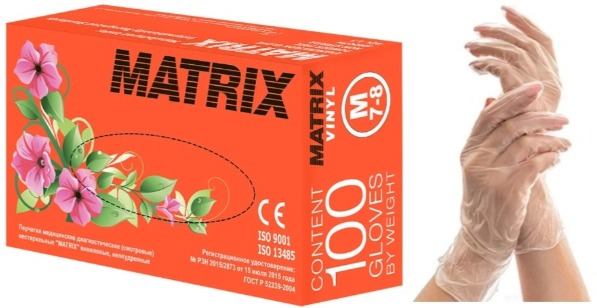 MATRIX
MATRIX
Перчатки медицинские диагностические (смотровые)
нестерильные "MATRIX" виниловые, неопудренные
CE
ISO 9001
ISO 13485
Регистрационное удостоверение:
№ РЗН 2015/2873 от 15 июля 2015 года
ГОСТ Р 52239-2004
MATRIX
VINYL
M
7-8
CONTENT
100
GLOVES
BY WEIGHT